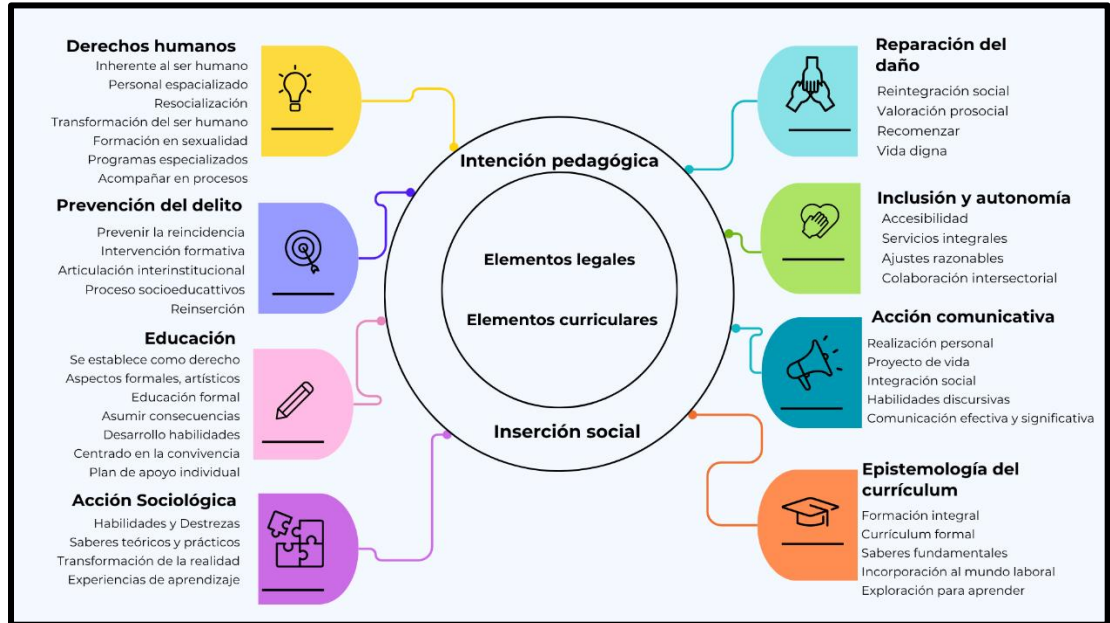 Derechos humanos
Inherente al ser humano
Personal espacializado
Resocialización
Transformación del ser humano
Formación en sexualidad
Programas especializados
Acompañar en procesos
Prevención del delito
Prevenir la reincidencia
Intervención formativa
Articulación interinstitucional
Proceso socioeducattivos
Reinserción
Educación
Se establece como derecho
Aspectos formales, artísticos
Educación formal
Asumir consecuencias
Desarrollo habilidades
Centrado en la convivencia
Plan de apoyo individual
Acción Sociológica
Habilidades y Destrezas
Saberes teóricos y prácticos
Transformación de la realidad
Experiencias de aprendizaje
Intención pedagógica
Elementos legales
Elementos curriculares
Inserción social
Reparación del
daño
Reintegración social
Valoración prosocial
Recomenzar
Vida digna
Inclusión y autonomía
Accesibilidad
Servicios integrales
Ajustes razonables
Colaboración intersectorial
Acción comunicativa
Realización personal
Proyecto de vida
Integración social
Habilidades discursivas
Comunicación efectiva y significativa
Epistemología del
currículum
Formación integral
Currículum formal
Saberes fundamentales
Incorporación al mundo laboral
Exploración para aprender